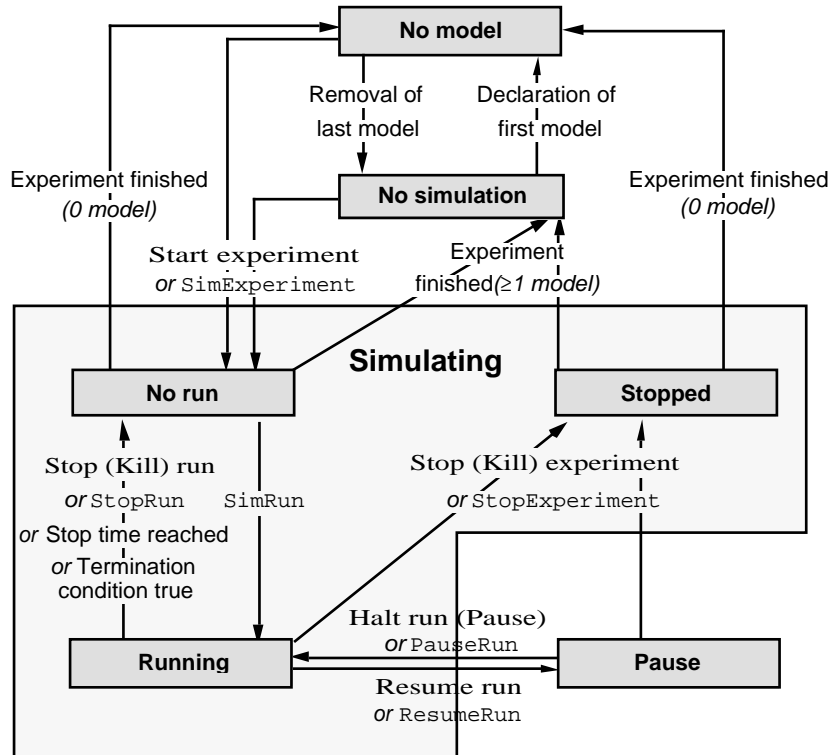 No model
Removal of
last model
Declaration of
first model
Experiment finished
(0 model)
Experiment finished
(0 model)
No simulation
Start experiment
or SimExperiment
Experiment
finished(≥1 model)
Simulating
No run
Stopped
Stop (Kill) run
or StopRun
or Stop time reached
or Termination
condition true
SimRun
Stop (Kill) experiment
or StopExperiment
Halt run (Pause)
or PauseRun
Running
Pause
Resume run
or ResumeRun